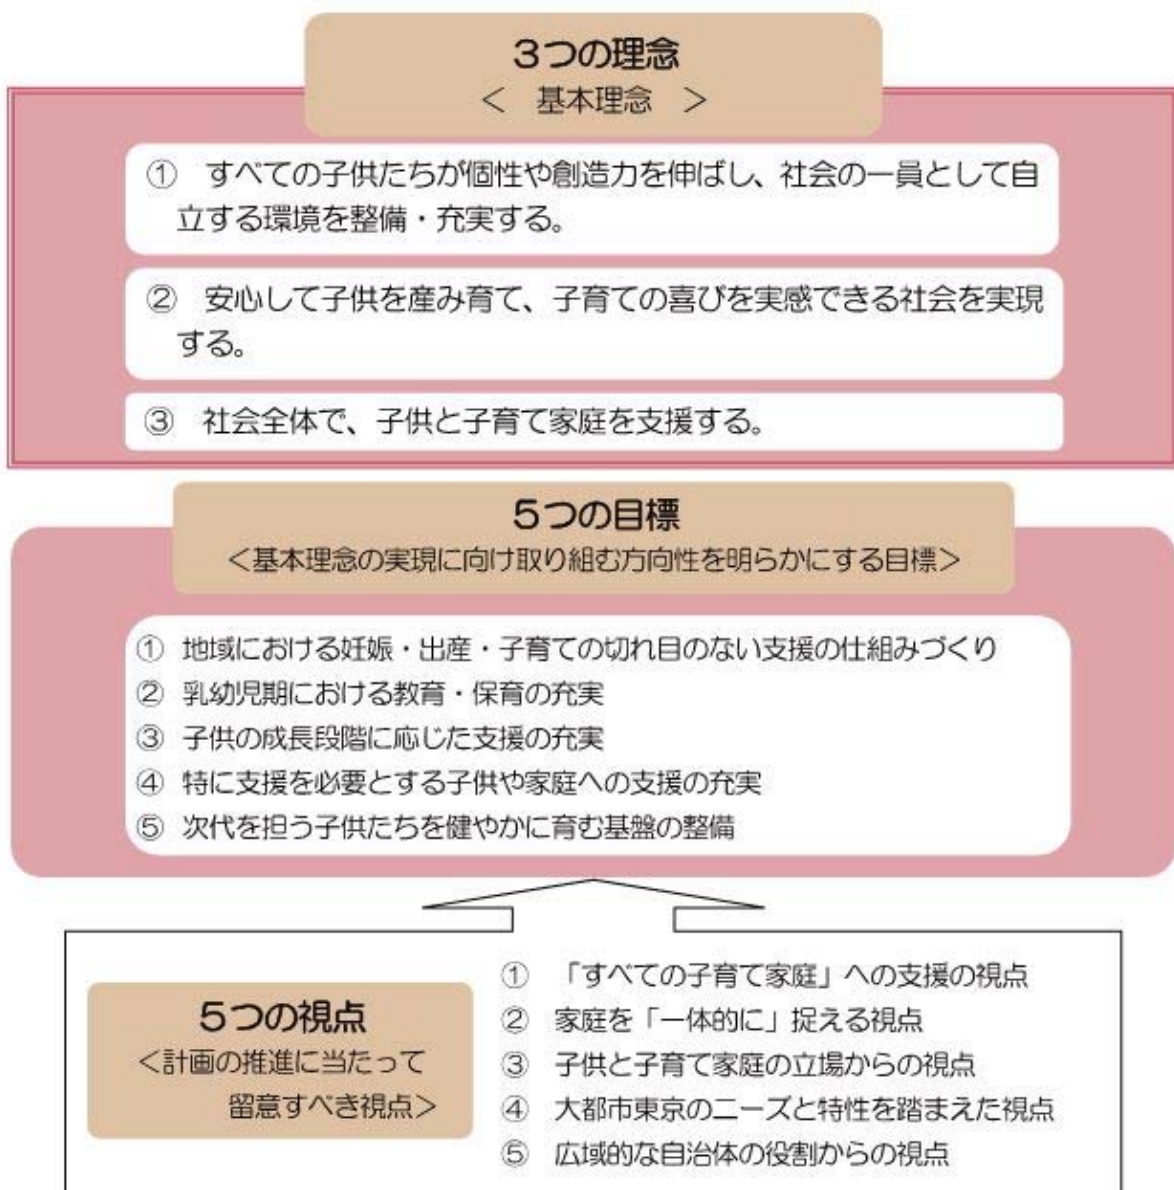 3つの理念
＜　基本理念　＞
①　すべての子供たちが個性や創造力を伸ばし、社会の一員として自
立する環境を整備・充実する。
②　安心して子供を産み育て、子育ての喜びを実感できる社会を実現
する。
③　社会全体で、子供と子育て家庭を支援する。
5つの目標
＜基本理念の実現に向け取り組む方向性を明らかにする目標＞
①　地域における妊娠・出産・子育ての切れ目のない支援の仕組みづくり
②　乳幼児期における教育・保育の充実
③　子供の成長段階に応じた支援の充実
④　特に支援を必要とする子供や家庭への支援の充実
⑤　次代を担う子供たちを健やかに育む基盤の整備
5つの視点
＜計画の推進に当たって
留意すべき視点＞
①　「すべての子育て家庭」への支援の視点
②　家庭を「一体的に」捉える視点
③　子供と子育て家庭の立場からの視点
④　大都市東京のニーズと特性を踏まえた視点
⑤　広域的な自治体の役割からの視点